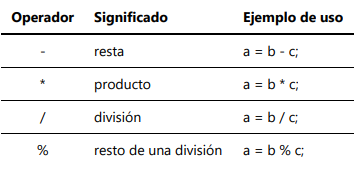 Operador Significado Ejemplo de uso
- resta a = b - c;
* producto a = b * c;
/ división a = b / c;
% resto de una división a = b % c;